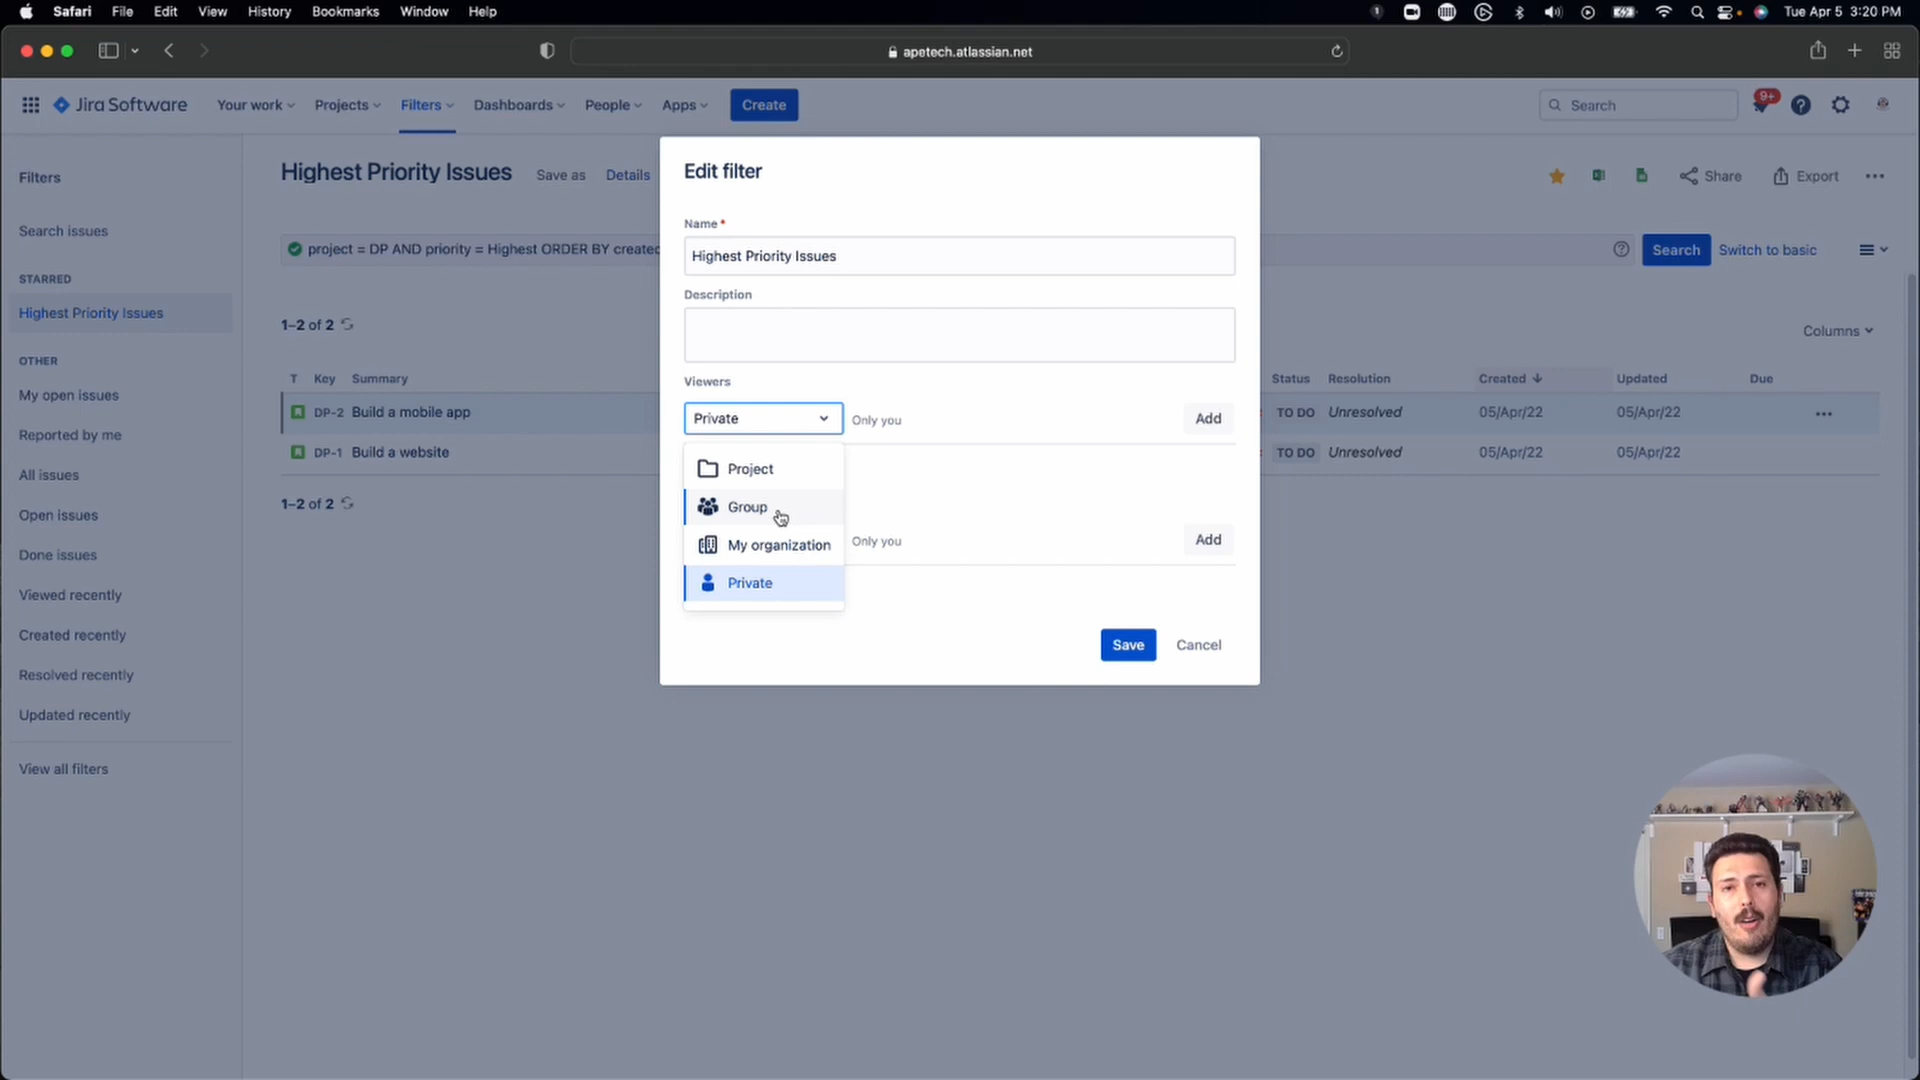 Safari File Edit View History Bookmarks Window Help Tue Apr 5 3:20 PM
apetech.atlassian.net
Jira Software Your work Projects Filters Dashboards People Apps Create Search 9+
Filters
Search issues
STARRED
Highest Priority Issues
OTHER
My open issues
Reported by me
All issues
Open issues
Done issues
Viewed recently
Created recently
Resolved recently
Updated recently
View all filters
Highest Priority Issues Save as Details
Share Export
project = DP AND priority = Highest ORDER BY created
Search Switch to basic
1–2 of 2
Columns
T Key Summary Status Resolution Created Updated Due
DP-2 Build a mobile app TO DO Unresolved 05/Apr/22 05/Apr/22
DP-1 Build a website TO DO Unresolved 05/Apr/22 05/Apr/22
1–2 of 2
Edit filter
Name *
Highest Priority Issues
Description
Viewers
Private Only you Add
Project
Group
My organization Only you Add
Private
Save Cancel